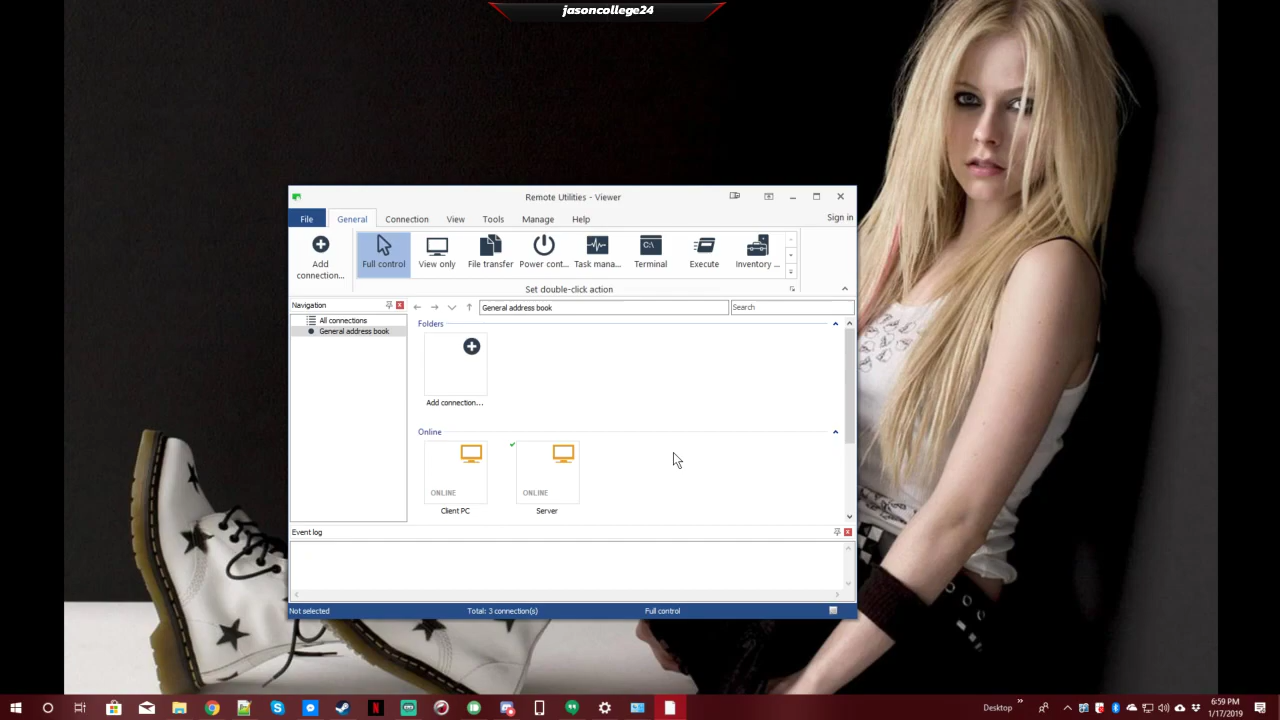 jasoncollege24
Remote Utilities - Viewer
File General Connection View Tools Manage Help Sign in
Add connection...
Full control
View only
File transfer
Power cont...
Task mana...
C:\
Terminal
Execute
Inventory ...
Set double-click action
Navigation
General address book
Search
All connections
General address book
Folders
Add connection...
Online
ONLINE
ONLINE
Client PC
Server
Event log
Not selected
Total: 3 connection(s)
Full control
Desktop
»
6:59 PM
1/17/2019